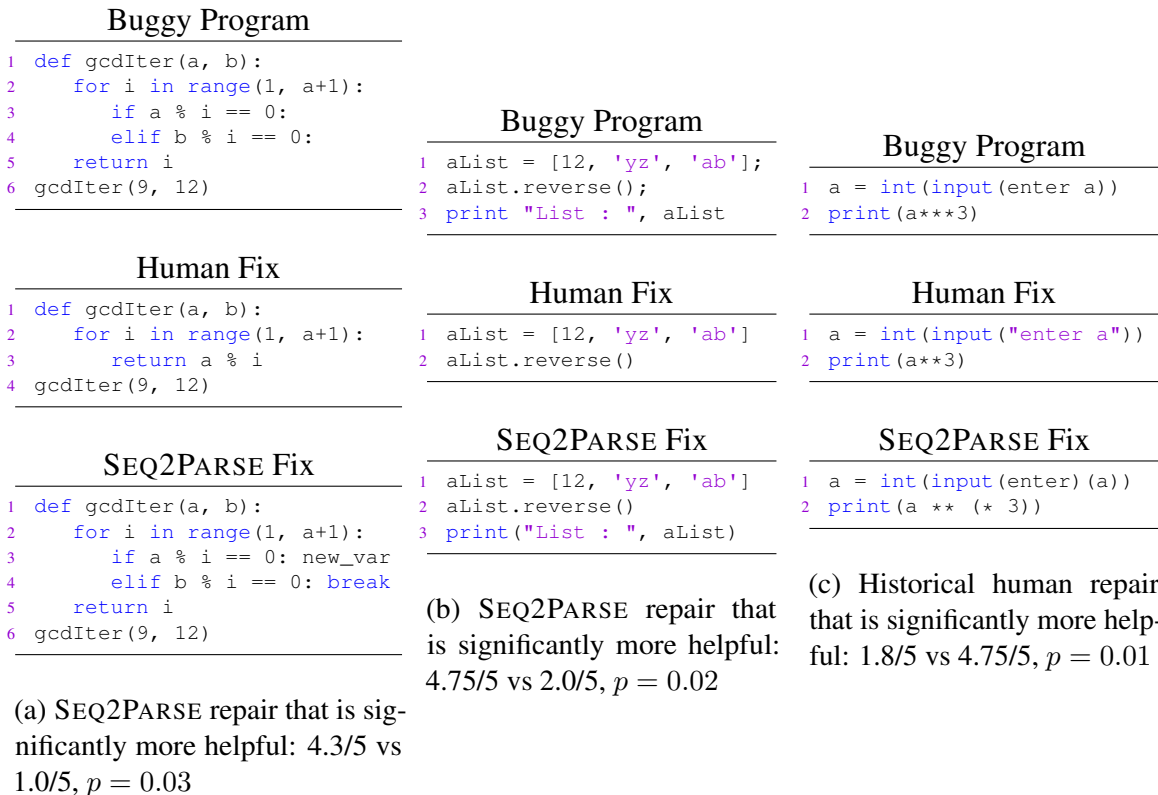 Buggy Program
1 def gcdIter(a, b):
2    for i in range(1, a+1):
3       if a % i == 0:
4       elif b % i == 0:
5    return i
6 gcdIter(9, 12)
Human Fix
1 def gcdIter(a, b):
2    for i in range(1, a+1):
3       return a % i
4 gcdIter(9, 12)
SEQ2PARSE Fix
1 def gcdIter(a, b):
2    for i in range(1, a+1):
3       if a % i == 0: new_var
4       elif b % i == 0: break
5    return i
6 gcdIter(9, 12)
(a) SEQ2PARSE repair that is sig-
nificantly more helpful: 4.3/5 vs
1.0/5, p = 0.03
Buggy Program
1 aList = [12, 'yz', 'ab'];
2 aList.reverse();
3 print "List : ", aList
Human Fix
1 aList = [12, 'yz', 'ab']
2 aList.reverse()
SEQ2PARSE Fix
1 aList = [12, 'yz', 'ab']
2 aList.reverse()
3 print("List : ", aList)
(b) SEQ2PARSE repair that
is significantly more helpful:
4.75/5 vs 2.0/5, p = 0.02
Buggy Program
1 a = int(input(enter a))
2 print(a***3)
Human Fix
1 a = int(input("enter a"))
2 print(a**3)
SEQ2PARSE Fix
1 a = int(input(enter)(a))
2 print(a ** (* 3))
(c) Historical human repair
that is significantly more help-
ful: 1.8/5 vs 4.75/5, p = 0.01